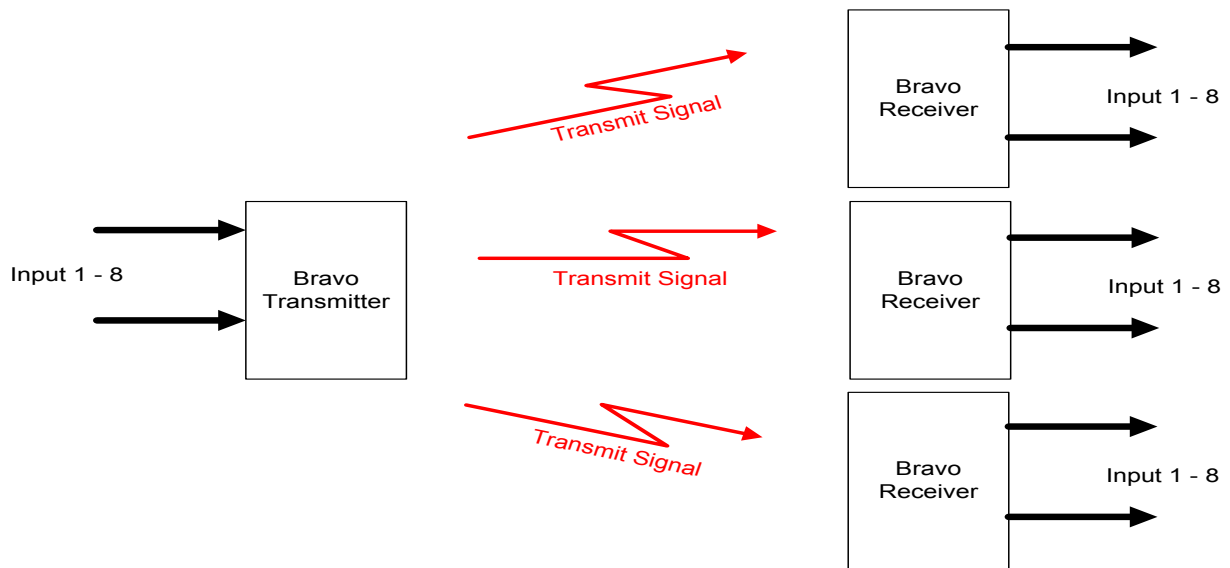 Bravo
Receiver
Input 1 - 8
Transmit Signal
Input 1 - 8
Bravo
Transmitter
Transmit Signal
Bravo
Receiver
Input 1 - 8
Transmit Signal
Bravo
Receiver
Input 1 - 8